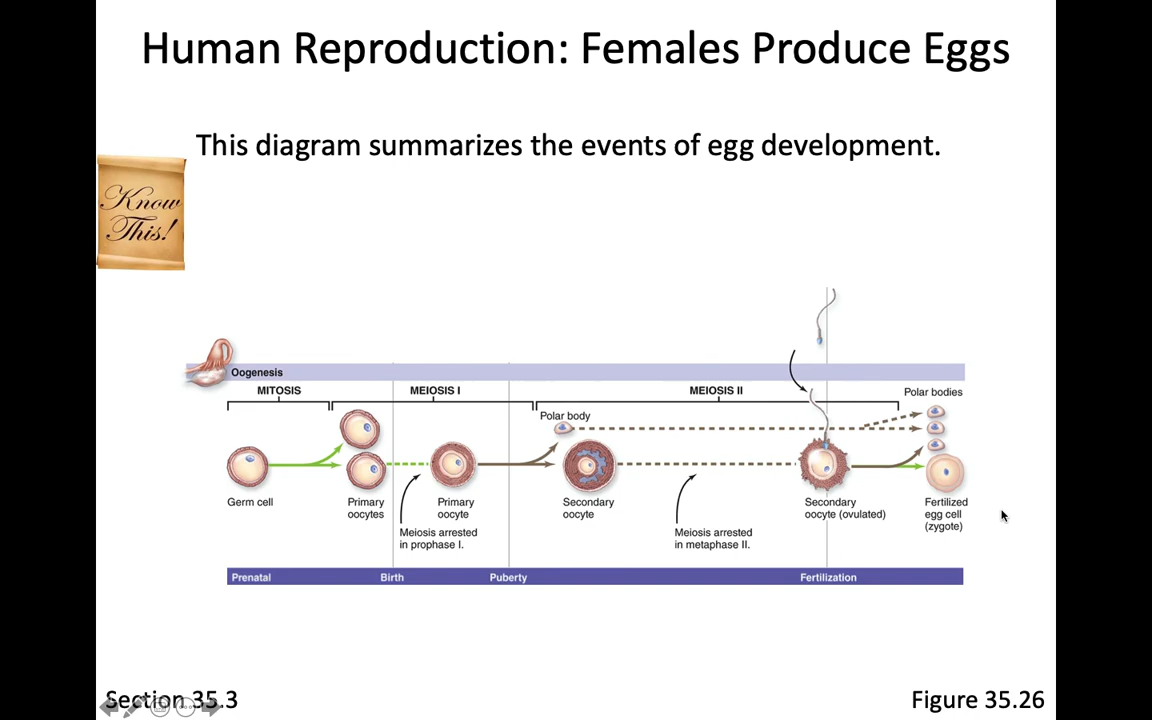 Human Reproduction: Females Produce Eggs
This diagram summarizes the events of egg development.
Know
This!
Oogenesis
MITOSIS
MEIOSIS I
MEIOSIS II
Polar bodies
Polar body
Germ cell
Primary
oocytes
Primary
oocyte
Secondary
oocyte
Secondary
oocyte (ovulated)
Fertilized
egg cell
(zygote)
Meiosis arrested
in prophase I.
Meiosis arrested
in metaphase II.
Prenatal
Birth
Puberty
Fertilization
Section 35.3
Figure 35.26